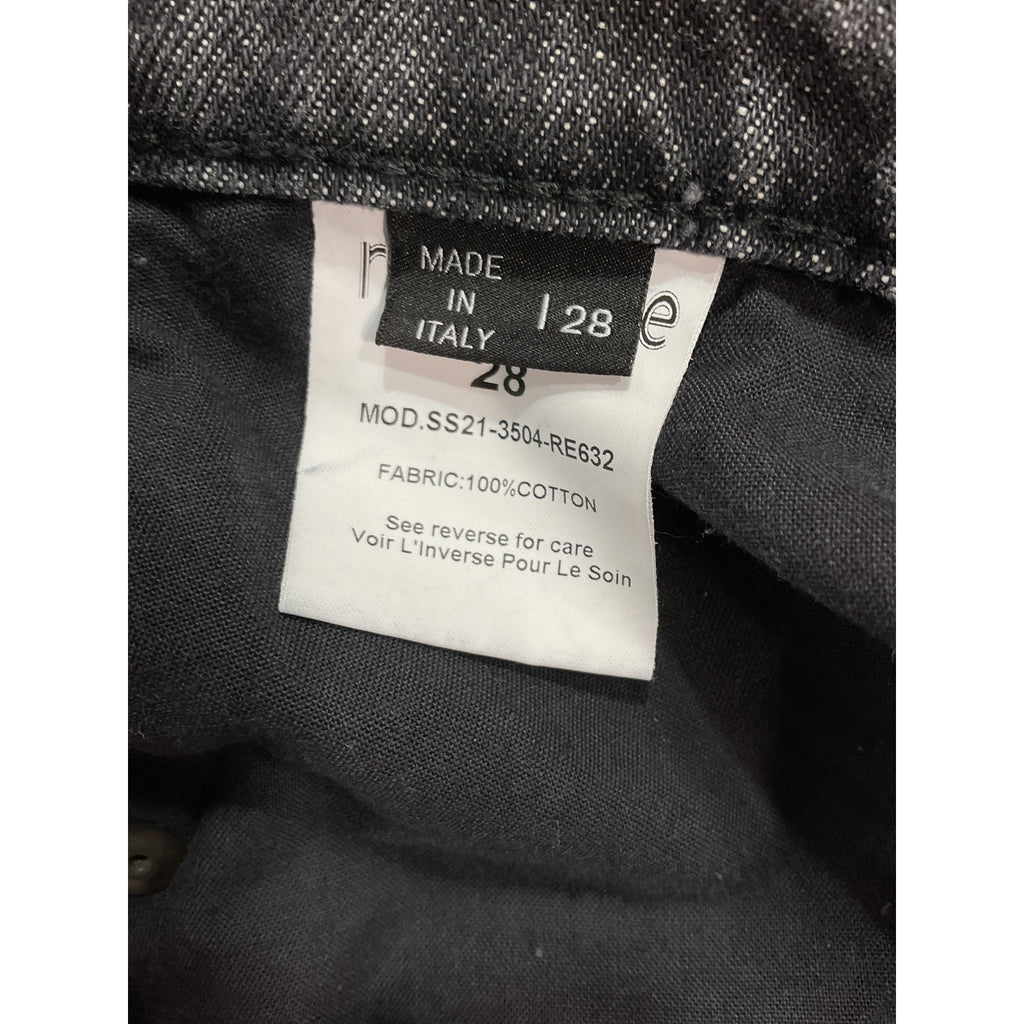 MADE
IN
ITALY
I 28
28
MOD.SS21-3504-RE632
FABRIC:100%COTTON
See reverse for care
Voir L'Inverse Pour Le Soin